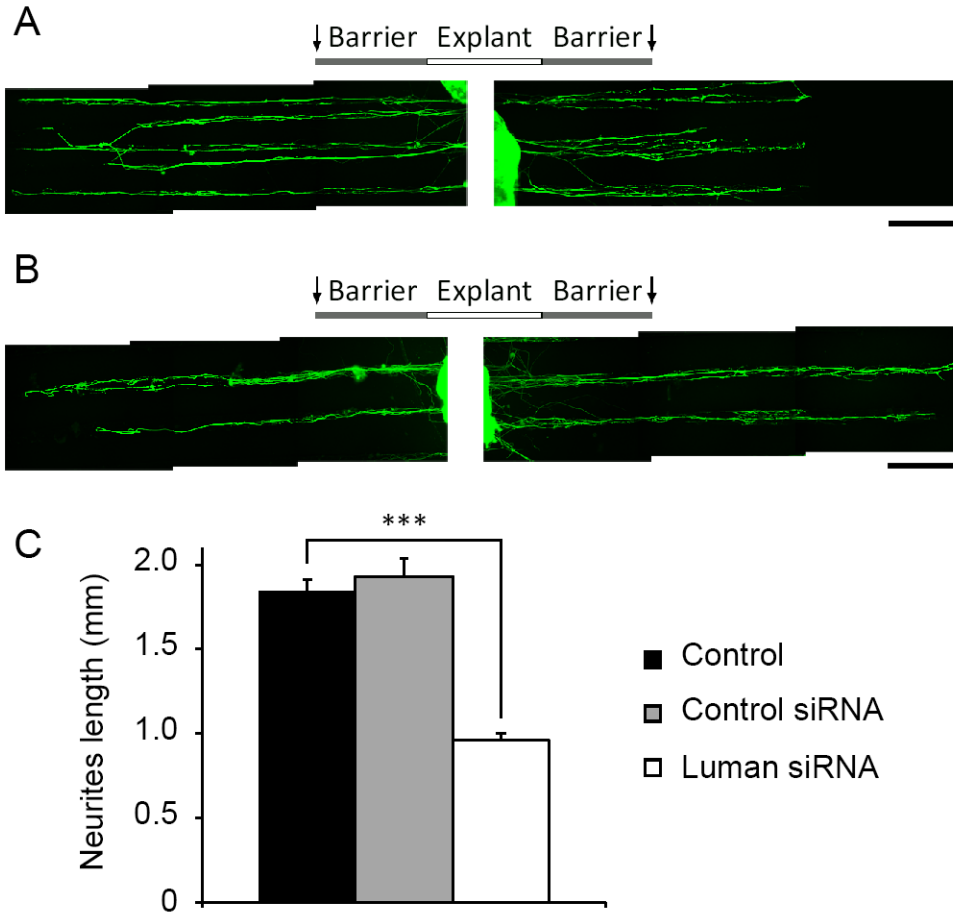 A
Barrier Explant Barrier
B
Barrier Explant Barrier
C
***
Neurites length (mm)
2.0
1.5
1.0
0.5
0
Control
Control siRNA
Luman siRNA